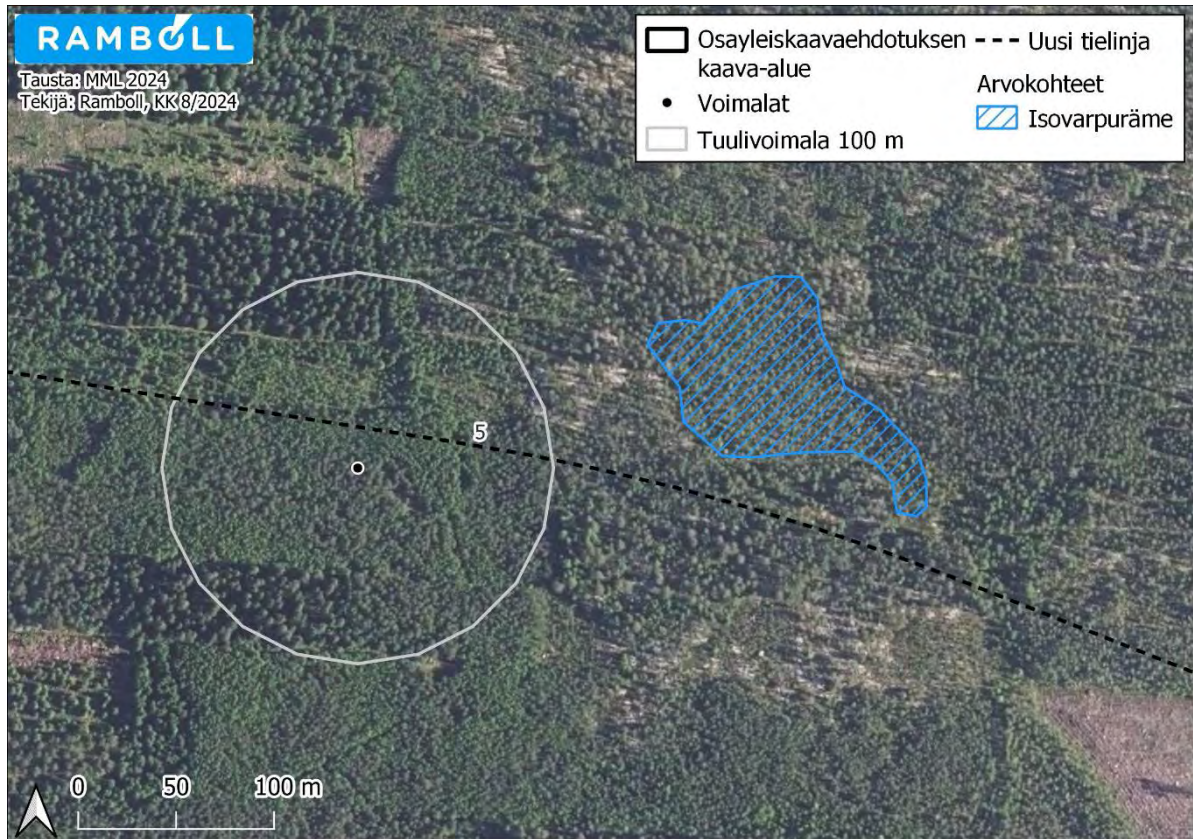 RAMBOLL
Tausta: MML 2024
Tekijä: Ramboll, KK 8/2024
Osayleiskaavaehdotuksen
kaava-alue
Voimalat
Tuulivoimala 100 m
Uusi tielinja
Arvokohteet
Isovarpuräme
5
0 50 100 m